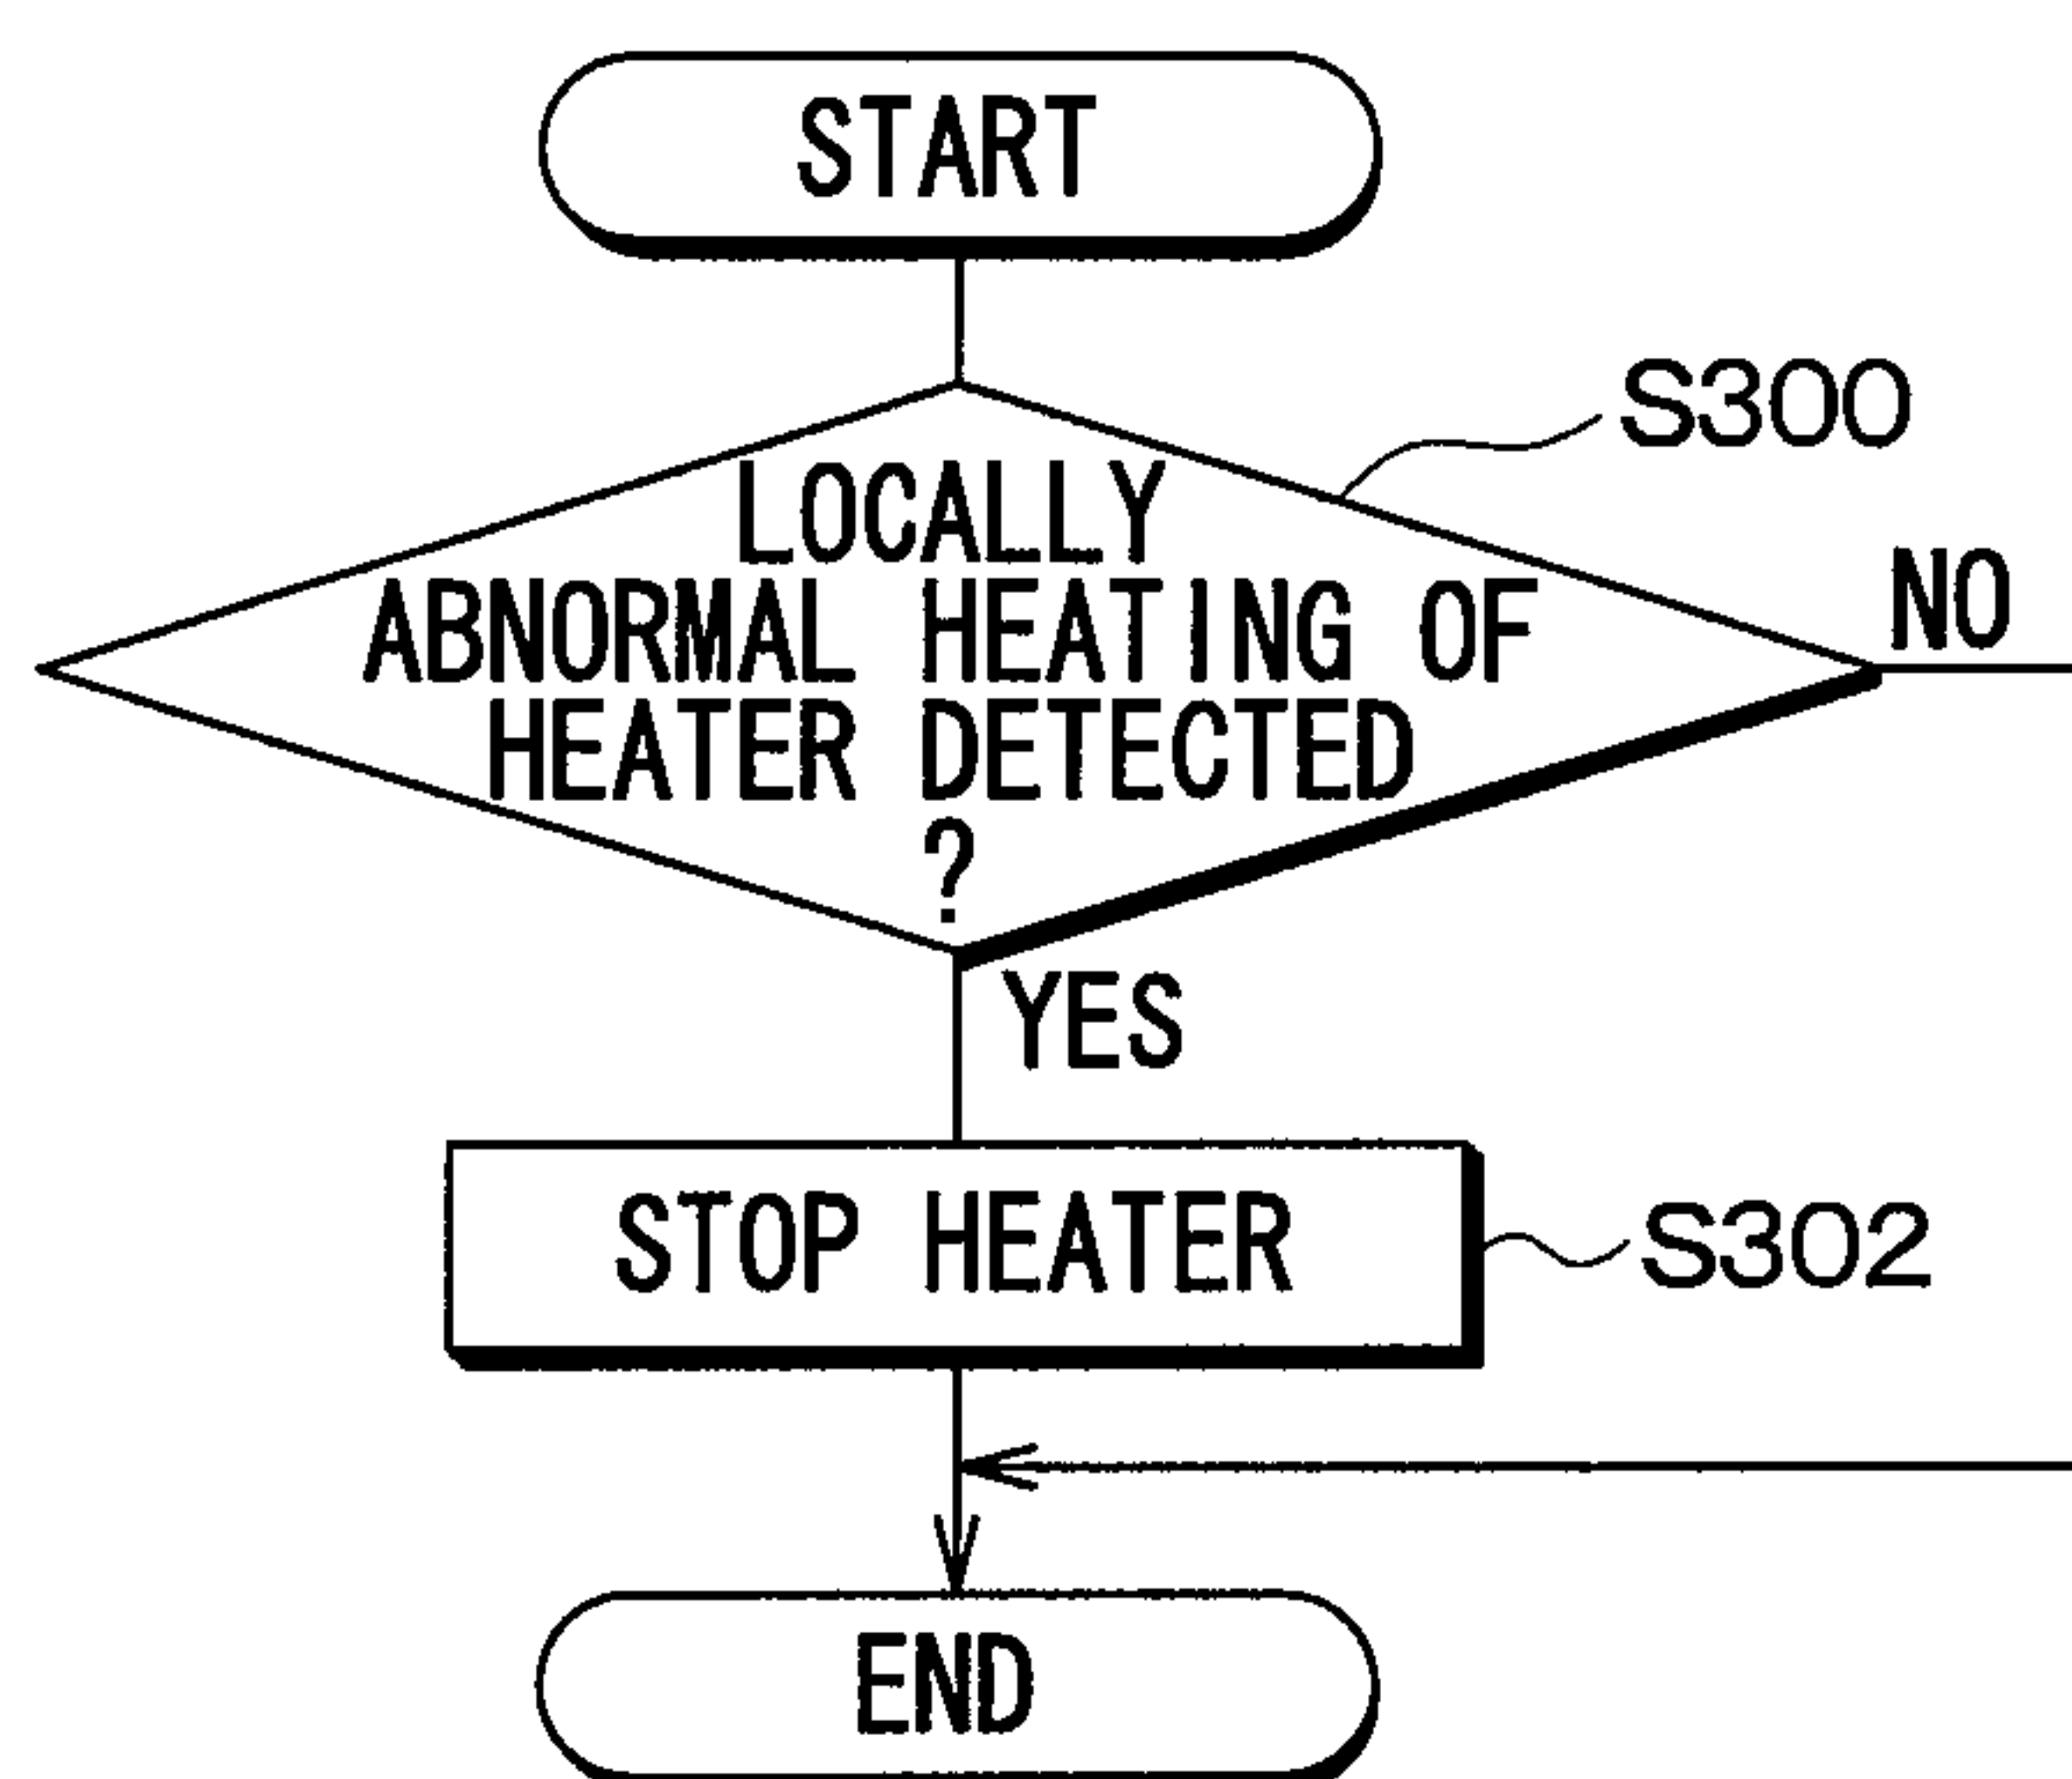 START
S300
LOCALLY
ABNORMAL HEATING OF
HEATER DETECTED
?
NO
YES
STOP HEATER
S302
END